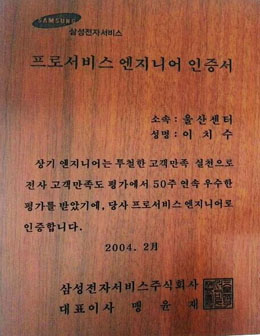 SAMSUNG
삼성전자서비스
프로서비스 엔지니어 인증서
소속: 울산센터
성명: 이치수
상기 엔지니어는 투철한 고객만족 실천으로
전사 고객만족도 평가에서 50주 연속 우수한
평가를 받았기에, 당사 프로서비스 엔지니어로
인증합니다.
2004. 2월
삼성전자서비스주식회사
대표이사 맹윤재